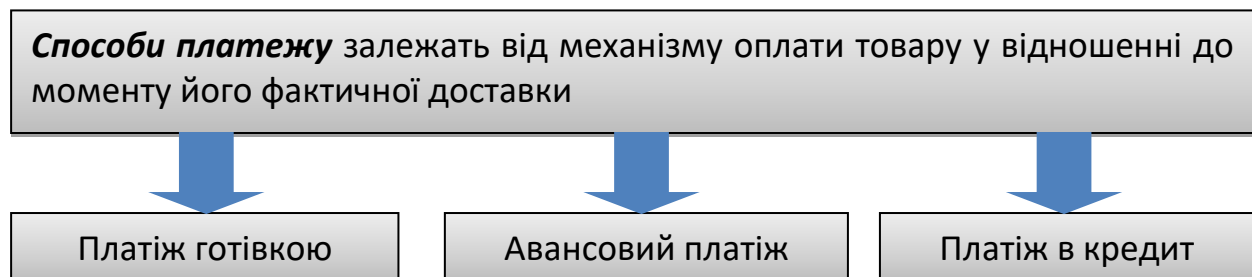 Способи платежу залежать від механізму оплати товару у відношенні до
моменту його фактичної доставки
Платіж готівкою
Авансовий платіж
Платіж в кредит